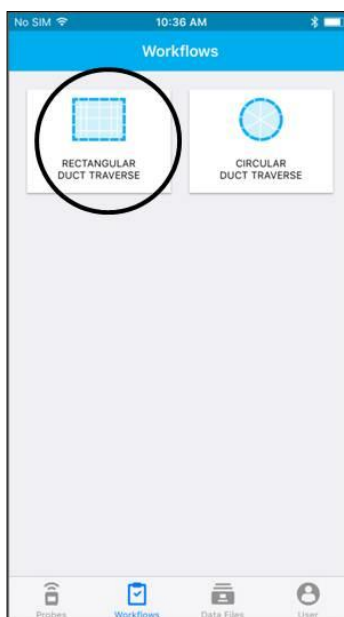 No SIM 10:36 AM
Workflows
RECTANGULAR
DUCT TRAVERSE
CIRCULAR
DUCT TRAVERSE
Probes Workflows Data Files User